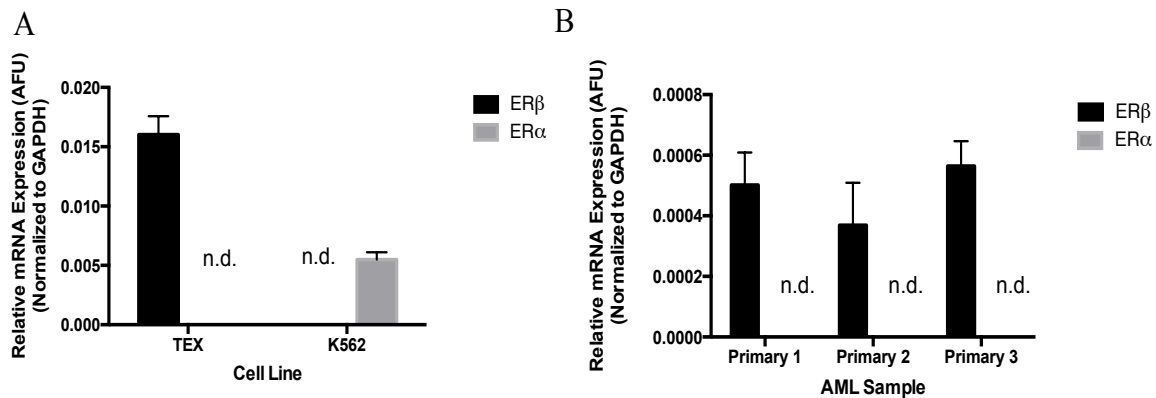 A
Relative mRNA Expression (AFU)
(Normalized to GAPDH)
0.020
0.015
0.010
0.005
0.000
n.d.
n.d.
TEX
K562
Cell Line
ERβ
ERα
B
Relative mRNA Expression (AFU)
(Normalized to GAPDH)
0.0008
0.0006
0.0004
0.0002
0.0000
n.d.
n.d.
n.d.
Primary 1
Primary 2
Primary 3
AML Sample
ERβ
ERα